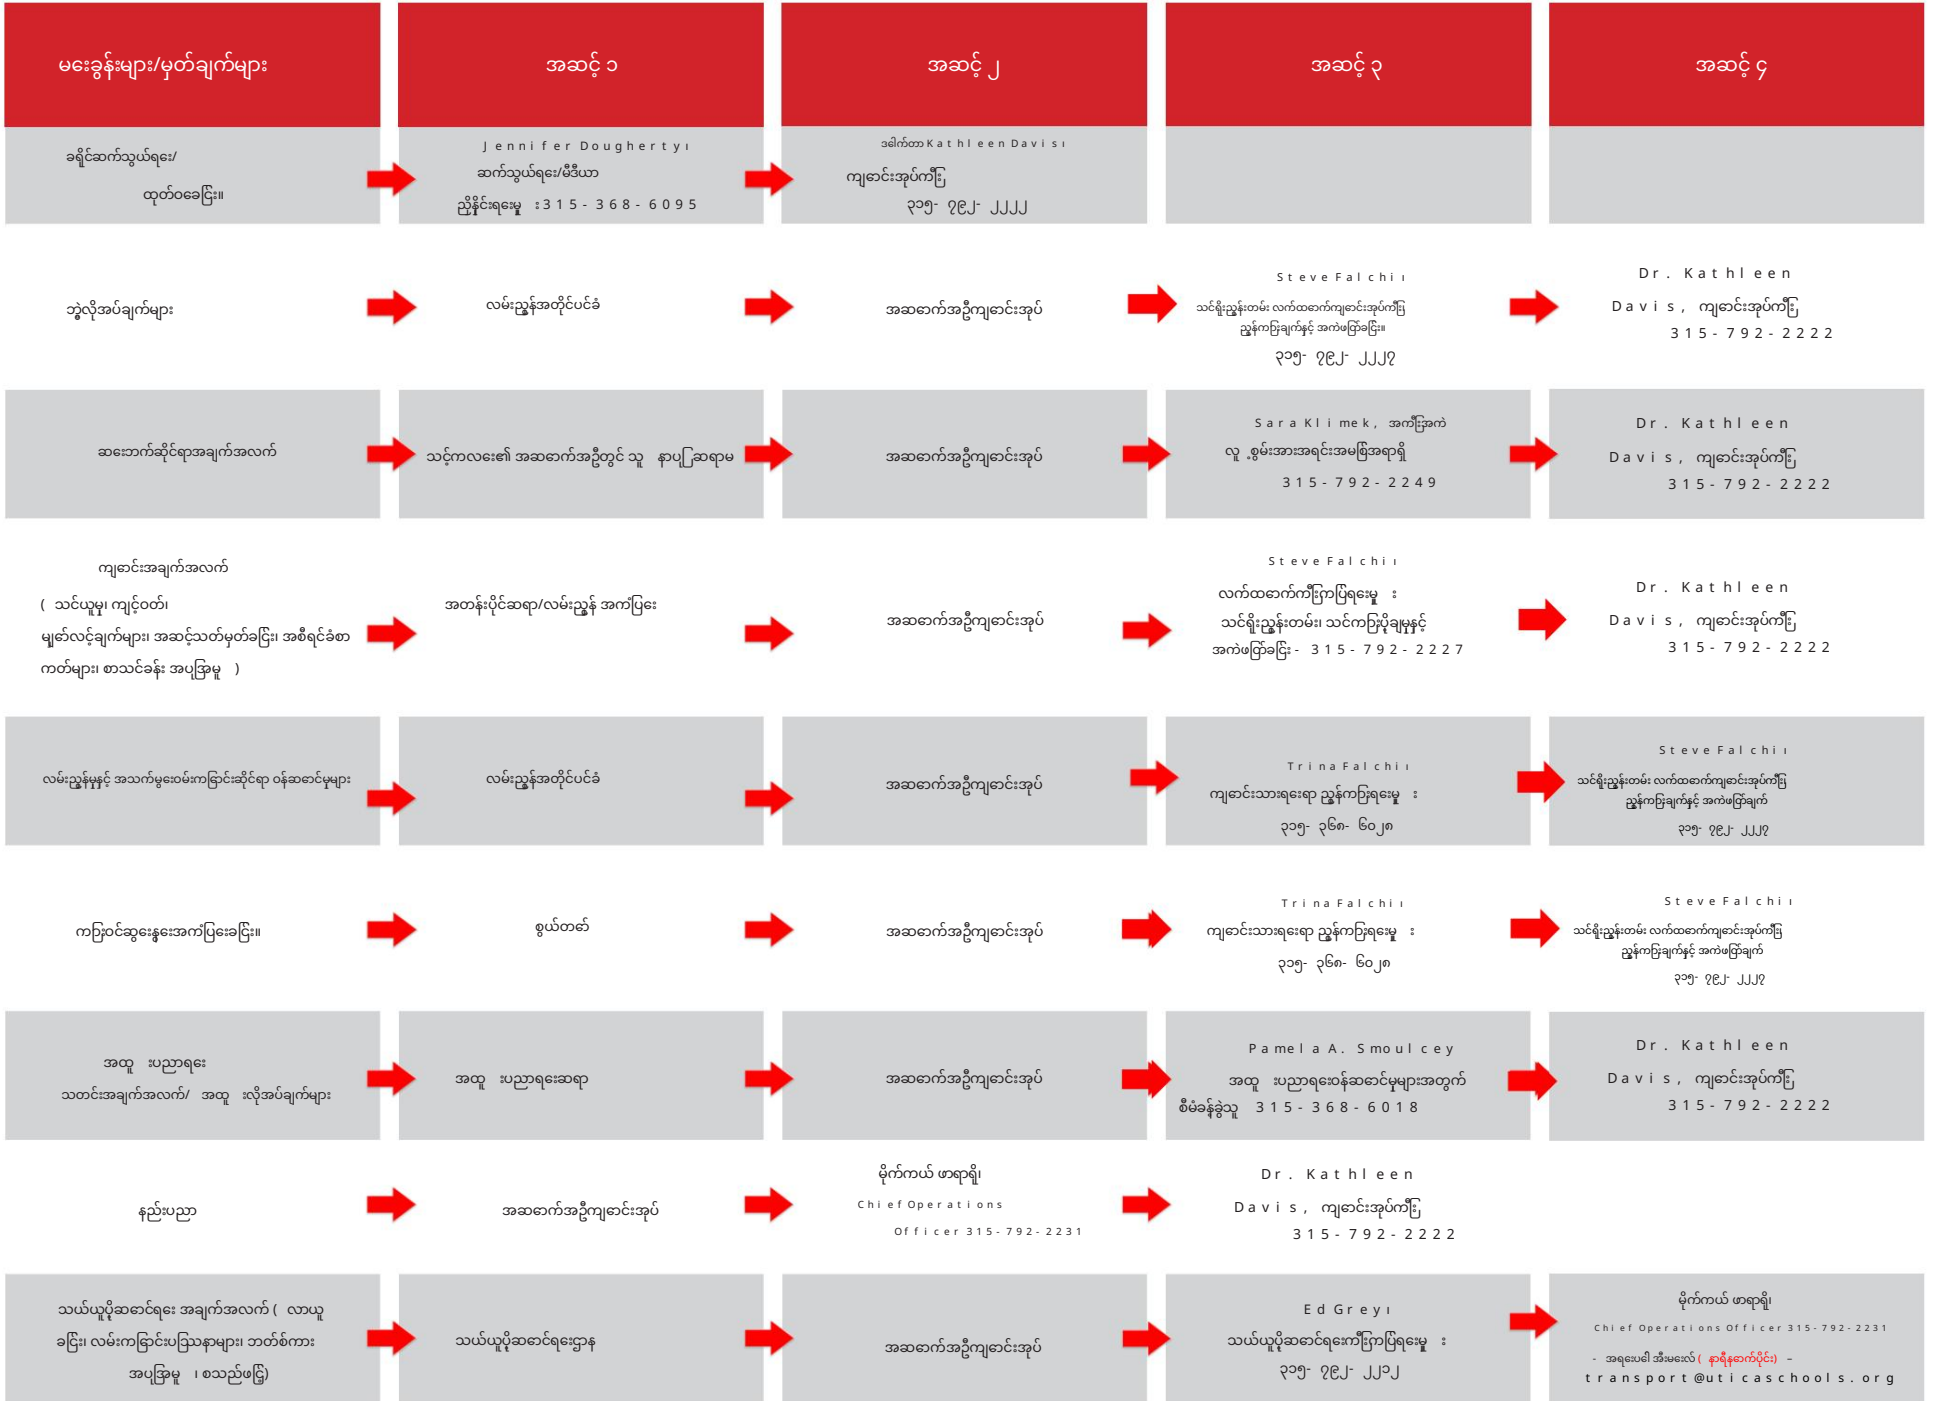 မေးခွန်းများ/မှတ်ချက်များ
အဆင့် ၁
အဆင့် ၂
အဆင့် ၃
အဆင့် ၄
ခရိုင်ဆက်သွယ်ရေး/
ထုတ်ဝေခြင်း။
Jennifer Dougherty၊
ဆက်သွယ်ရေး/မီဒီယာ
ညှိနှိုင်းရေးမှူး 315-368-6095
ဒေါက်တာ Kathleen Davis၊
ကျောင်းအုပ်ကြီး
၃၁၅-၇၉၂-၂၂၂၂
ဘွဲ့လိုအပ်ချက်များ
လမ်းညွှန်အတိုင်ပင်ခံ
အဆောက်အဦကျောင်းအုပ်
Steve Falchi၊
သင်ရိုးညွှန်းတမ်း လက်ထောက်ကျောင်းအုပ်ကြီး၊
ညွှန်ကြားချက်နှင့် အကဲဖြတ်ခြင်း။
၃၁၅-၇၉၂-၂၂၂၇
Dr. Kathleen
Davis, ကျောင်းအုပ်ကြီး
315-792-2222
ဆေးဘက်ဆိုင်ရာအချက်အလက်
သင့်ကလေး၏ အဆောက်အဦတွင် သူနာပြုဆရာမ
အဆောက်အဦကျောင်းအုပ်
Sara Klimek, အကြီးအကဲ
လူ့စွမ်းအားအရင်းအမြစ်အရာရှိ
315-792-2249
Dr. Kathleen
Davis, ကျောင်းအုပ်ကြီး
315-792-2222
ကျောင်းအချက်အလက်
(သင်ယူမှု၊ ကျင့်ဝတ်၊
မျှော်လင့်ချက်များ၊ အဆင့်သတ်မှတ်ခြင်း၊ အစီရင်ခံစာ
ကတ်များ၊ စာသင်ခန်း အပြုအမူ)
အတန်းပိုင်ဆရာ/လမ်းညွှန် အကြံပေး
အဆောက်အဦကျောင်းအုပ်
Steve Falchi၊
လက်ထောက်ကြီးကြပ်ရေးမှူး
သင်ရိုးညွှန်းတမ်း၊ သင်ကြားပို့ချမှုနှင့်
အကဲဖြတ်ခြင်း - 315-792-2227
Dr. Kathleen
Davis, ကျောင်းအုပ်ကြီး
315-792-2222
လမ်းညွှန်မှုနှင့် အသက်မွေးဝမ်းကျောင်းဆိုင်ရာ ဝန်ဆောင်မှုများ
လမ်းညွှန်အတိုင်ပင်ခံ
အဆောက်အဦကျောင်းအုပ်
Trina Falchi၊
ကျောင်းသားရေးရာ ညွှန်ကြားရေးမှူး
၃၁၅-၃၆၈-၆၀၂၈
Steve Falchi၊
သင်ရိုးညွှန်းတမ်း လက်ထောက်ကျောင်းအုပ်ကြီး၊
ညွှန်ကြားချက်နှင့် အကဲဖြတ်ချက်
၃၁၅-၇၉၂-၂၂၂၇
ကြားဝင်ဆွေးနွေးအကြံပေးခြင်း။
စွယ်တော်
အဆောက်အဦကျောင်းအုပ်
Trina Falchi၊
ကျောင်းသားရေးရာ ညွှန်ကြားရေးမှူး
၃၁၅-၃၆၈-၆၀၂၈
Steve Falchi၊
သင်ရိုးညွှန်းတမ်း လက်ထောက်ကျောင်းအုပ်ကြီး၊
ညွှန်ကြားချက်နှင့် အကဲဖြတ်ချက်
၃၁၅-၇၉၂-၂၂၂၇
အထူးပညာရေး
သတင်းအချက်အလက်/ အထူးလိုအပ်ချက်များ
အထူးပညာရေးဆရာ
အဆောက်အဦကျောင်းအုပ်
Pamela A. Smoulcey
အထူးပညာရေးဝန်ဆောင်မှုများအတွက်
စီမံခန့်ခွဲသူ 315-368-6018
Dr. Kathleen
Davis, ကျောင်းအုပ်ကြီး
315-792-2222
နည်းပညာ
အဆောက်အဦကျောင်းအုပ်
မိုက်ကယ် ဖာရာရို၊
Chief Operations
Officer 315-792-2231
Dr. Kathleen
Davis, ကျောင်းအုပ်ကြီး
315-792-2222
သယ်ယူပို့ဆောင်ရေး အချက်အလက် (လာယူ
ခြင်း၊ လမ်းကြောင်းပြဿနာများ၊ ဘတ်စ်ကား
အပြုအမူ၊ စသည်ဖြင့်)
သယ်ယူပို့ဆောင်ရေးဌာန
အဆောက်အဦကျောင်းအုပ်
Ed Grey၊
သယ်ယူပို့ဆောင်ရေးကြီးကြပ်ရေးမှူး
၃၁၅-၇၉၂-၂၂၁၂
မိုက်ကယ် ဖာရာရို၊
Chief Operations Officer 315-792-2231
- အရေးပေါ် အီးမေးလ် (နာရီနောက်ပိုင်း) –
transport@uticaschools.org